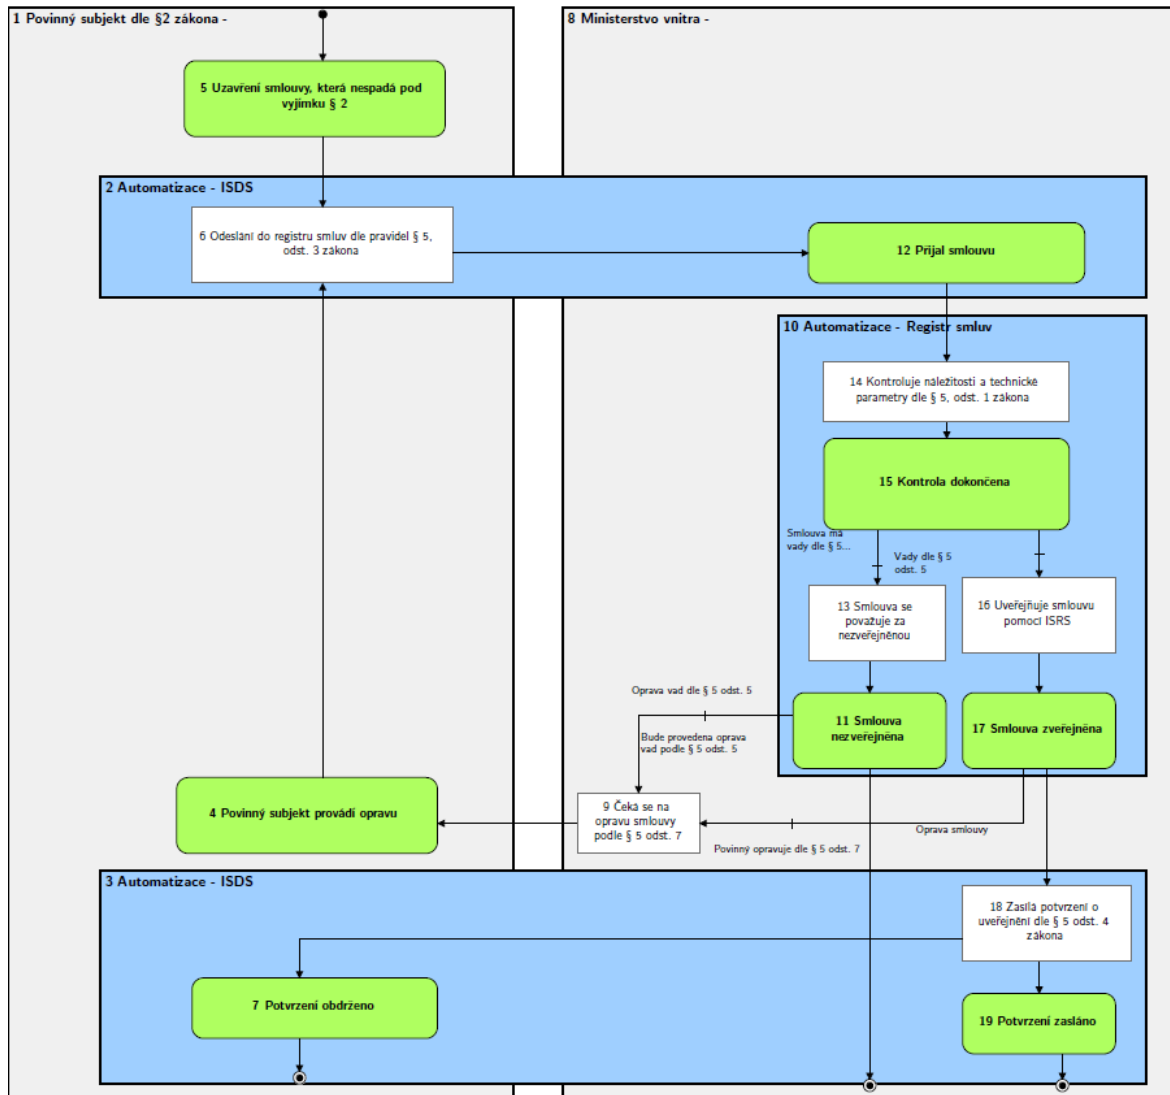 1 Povinný subjekt dle §2 zákona -
8 Ministerstvo vnitra -
5 Uzavření smlouvy, která nespadá pod
vyjímku § 2
2 Automatizace - ISDS
6 Odeslání do registru smluv dle pravidel § 5,
odst. 3 zákona
12 Přijal smlouvu
10 Automatizace - Registr smluv
14 Kontroluje náležitosti a technické
parametry dle § 5, odst. 1 zákona
15 Kontrola dokončena
Smlouva má
vady dle § 5...
Vady dle § 5
odst. 5
13 Smlouva se
považuje za
nezveřejněnou
16 Uveřejňuje smlouvu
pomocí ISRS
Oprava vad dle § 5 odst. 5
11 Smlouva
nezveřejněna
17 Smlouva zveřejněna
Bude provedena oprava
vad podle § 5 odst. 5
4 Povinný subjekt provádí opravu
9 Čeká se na
opravu smlouvy
podle § 5 odst. 7
Oprava smlouvy
Povinný opravuje dle § 5 odst. 7
3 Automatizace - ISDS
18 Zasílá potvrzení o
uveřejnění dle § 5 odst. 4
zákona
7 Potvrzení obdrženo
19 Potvrzení zasláno